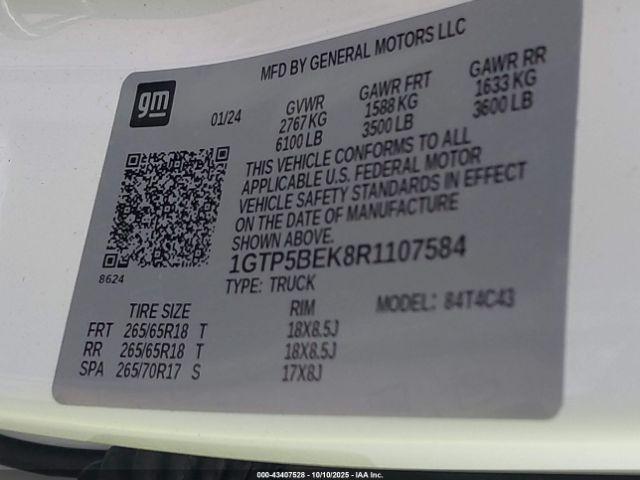 MFD BY GENERAL MOTORS LLC
gm
01/24 GVWR GAWR FRT GAWR RR
2767 KG 1588 KG 1633 KG
6100 LB 3500 LB 3600 LB
THIS VEHICLE CONFORMS TO ALL
APPLICABLE U.S. FEDERAL MOTOR
VEHICLE SAFETY STANDARDS IN EFFECT
ON THE DATE OF MANUFACTURE
SHOWN ABOVE.
1GTP5BEK8R1107584
8624
TYPE: TRUCK
MODEL: 84T4C43
TIRE SIZE RIM
FRT 265/65R18 T 18X8.5J
RR 265/65R18 T 18X8.5J
SPA 265/70R17 S 17X8J
000-43407528 - 10/10/2025 - IAA Inc.